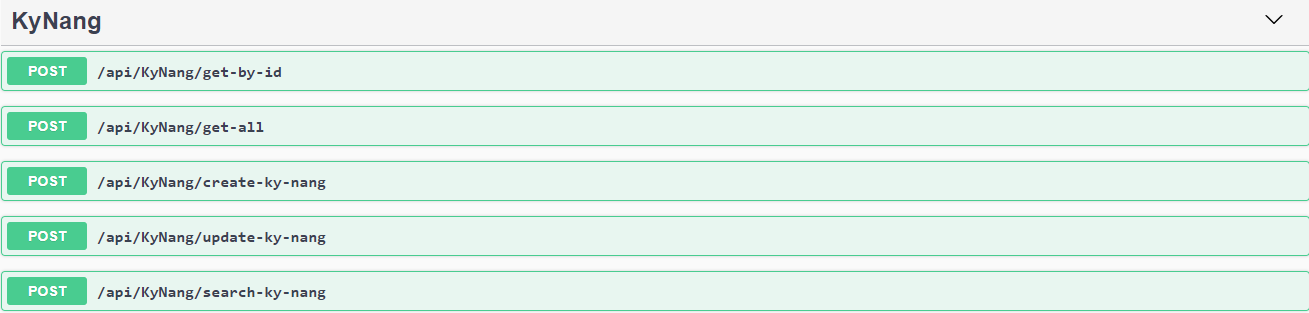 KyNang
POST /api/KyNang/get-by-id
POST /api/KyNang/get-all
POST /api/KyNang/create-ky-nang
POST /api/KyNang/update-ky-nang
POST /api/KyNang/search-ky-nang